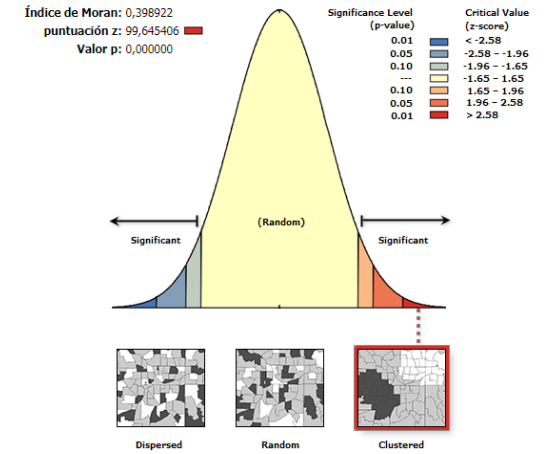 Índice de Moran: 0,398922
puntuación z: 99,645406
Valor p: 0,000000
Significance Level Critical Value
(p-value) (z-score)
0.01 < -2.58
0.05 -2.58 – -1.96
0.10 -1.96 – -1.65
--- -1.65 – 1.65
0.10 1.65 – 1.96
0.05 1.96 – 2.58
0.01 > 2.58
(Random)
Significant Significant
Dispersed Random Clustered